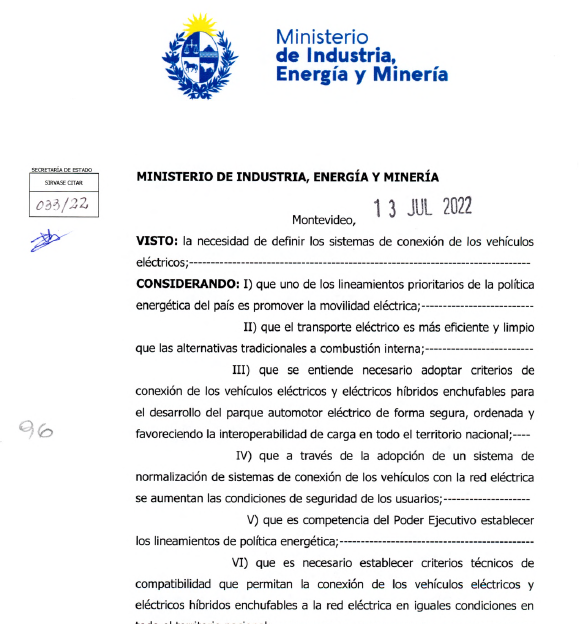 Ministerio
de Industria,
Energía y Minería
SECRETARÍA DE ESTADO
SIRVASE CITAR
033/22
MINISTERIO DE INDUSTRIA, ENERGÍA Y MINERÍA
Montevideo, 13 JUL 2022
VISTO: la necesidad de definir los sistemas de conexión de los vehículos
eléctricos;------------------------------------------------------------------------
CONSIDERANDO: I) que uno de los lineamientos prioritarios de la política
energética del país es promover la movilidad eléctrica;------------------------
II) que el transporte eléctrico es más eficiente y limpio
que las alternativas tradicionales a combustión interna;-----------------------
III) que se entiende necesario adoptar criterios de
conexión de los vehículos eléctricos y eléctricos híbridos enchufables para
el desarrollo del parque automotor eléctrico de forma segura, ordenada y
favoreciendo la interoperabilidad de carga en todo el territorio nacional;----
96
IV) que a través de la adopción de un sistema de
normalización de sistemas de conexión de los vehículos con la red eléctrica
se aumentan las condiciones de seguridad de los usuarios;-------------------
V) que es competencia del Poder Ejecutivo establecer
los lineamientos de política energética;-----------------------------------------
VI) que es necesario establecer criterios técnicos de
compatibilidad que permitan la conexión de los vehículos eléctricos y
eléctricos híbridos enchufables a la red eléctrica en iguales condiciones en